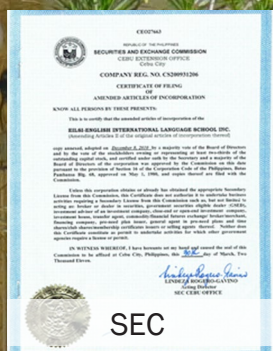 CEO27663
REPUBLIC OF THE PHILIPPINES
SECURITIES AND EXCHANGE COMMISSION
CEBU EXTENSION OFFICE
Cebu City
COMPANY REG. NO. CS200931206
CERTIFICATE OF FILING
OF
AMENDED ARTICLES OF INCORPORATION
KNOW ALL PERSONS BY THESE PRESENTS:
This is to certify that the amended articles of incorporation of the
EILSI-ENGLISH INTERNATIONAL LANGUAGE SCHOOL INC.
(Amending Articles II of the original articles of incorporation thereof)
copy annexed, adopted on December 8, 2010 by a majority vote of the Board of Directors
and by the vote of the stockholders owning or representing at least two-thirds of the
outstanding capital stock, and certified under oath by the Secretary and a majority of the
Board of Directors of the corporation was approved by the Commission on this date
pursuant to the provision of Section 16 of the Corporation Code of the Philippines, Batas
Pambansa Blg. 68, approved on May 1, 1980, and copies thereof are filed with the
Commission.
Unless this corporation obtains or already has obtained the appropriate Secondary
License from this Commission, this Certificate does not authorize it to undertake business
activities requiring a Secondary License from this Commission such as, but not limited to
acting as: broker or dealer in securities, government securities eligible dealer (GSED),
investment adviser of an investment company, close-end or open-end investment company,
investment house, transfer agent, commodity/financial futures exchange/broker/merchant,
financing company, pre-need plan issuer, general agent in pre-need plans and time
shares/club shares/membership certificates issuers or selling agents thereof. Neither does
this Certificate constitute as permit to undertake activities for which other government
agencies require a license or permit.
IN WITNESS WHEREOF, I have hereunto set my hand and caused the seal of this
Commission to be affixed at Cebu City, Philippines, this day of March,
Two Thousand Eleven.
LINDEZA ROGERO-GAVINO
Acting Director
SEC CEBU OFFICE
SEC